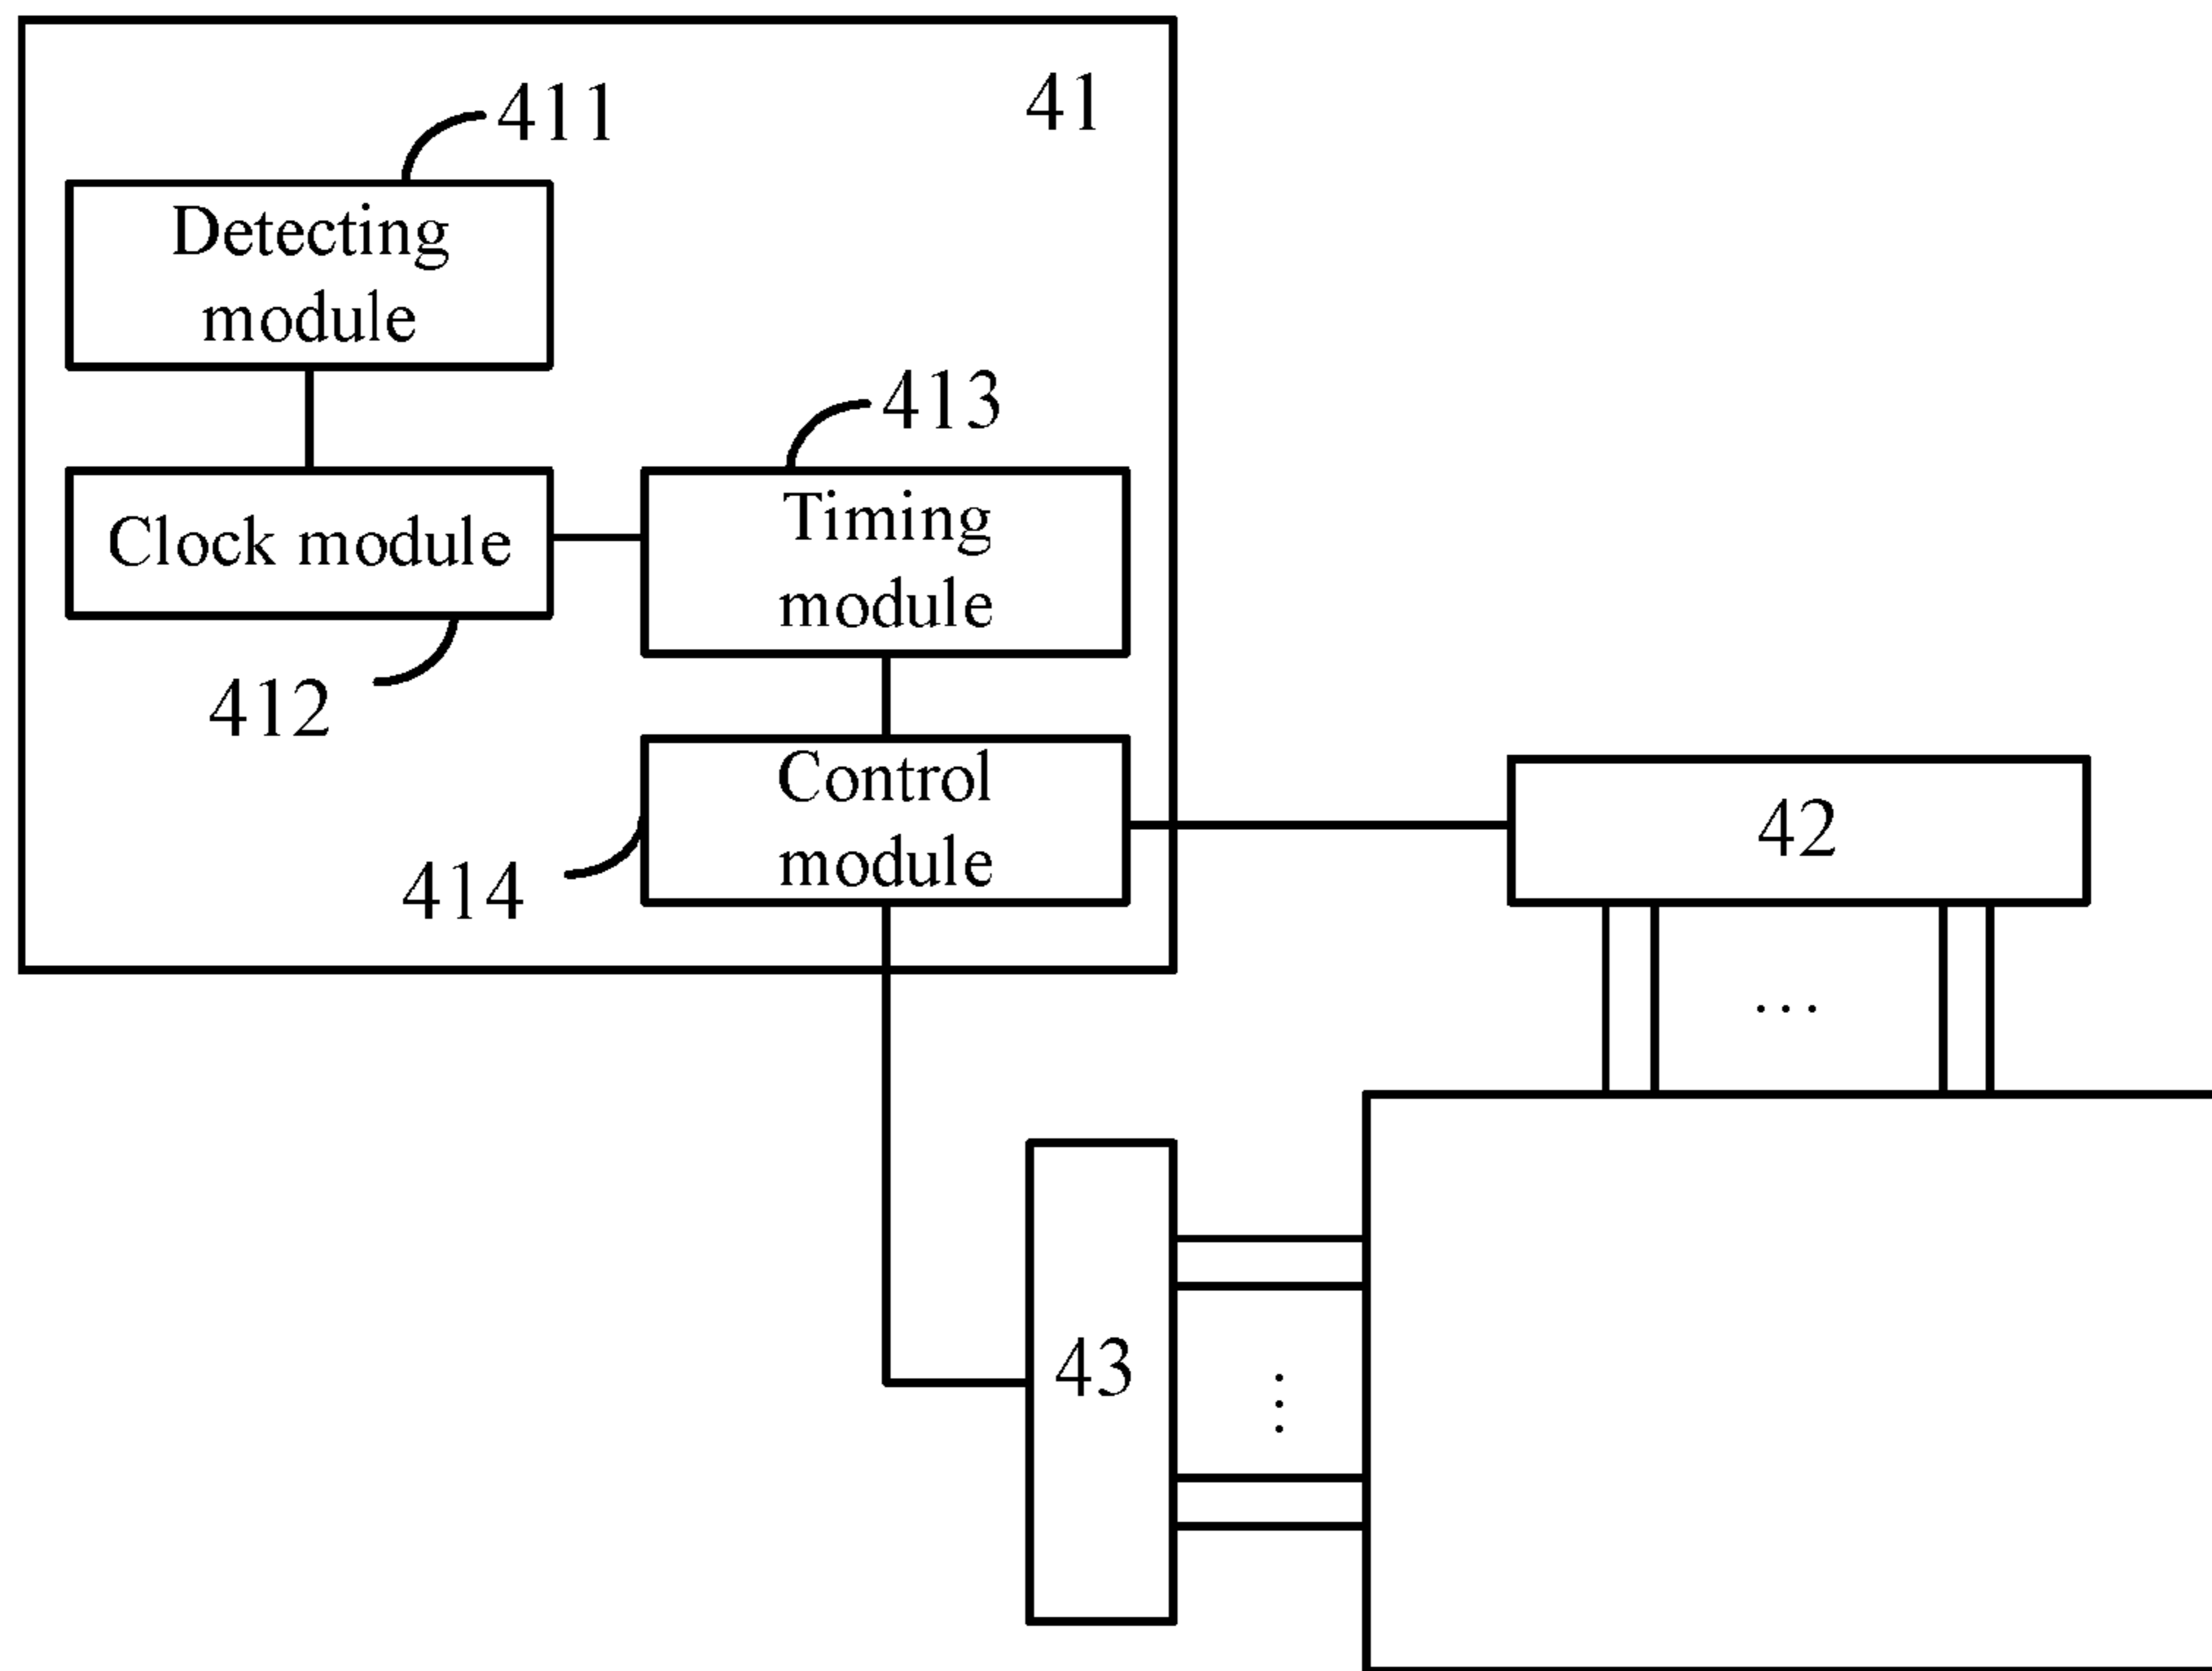 41
411
Detecting
module
413
Clock module
Timing
module
412
Control
module
414
42
...
43
...